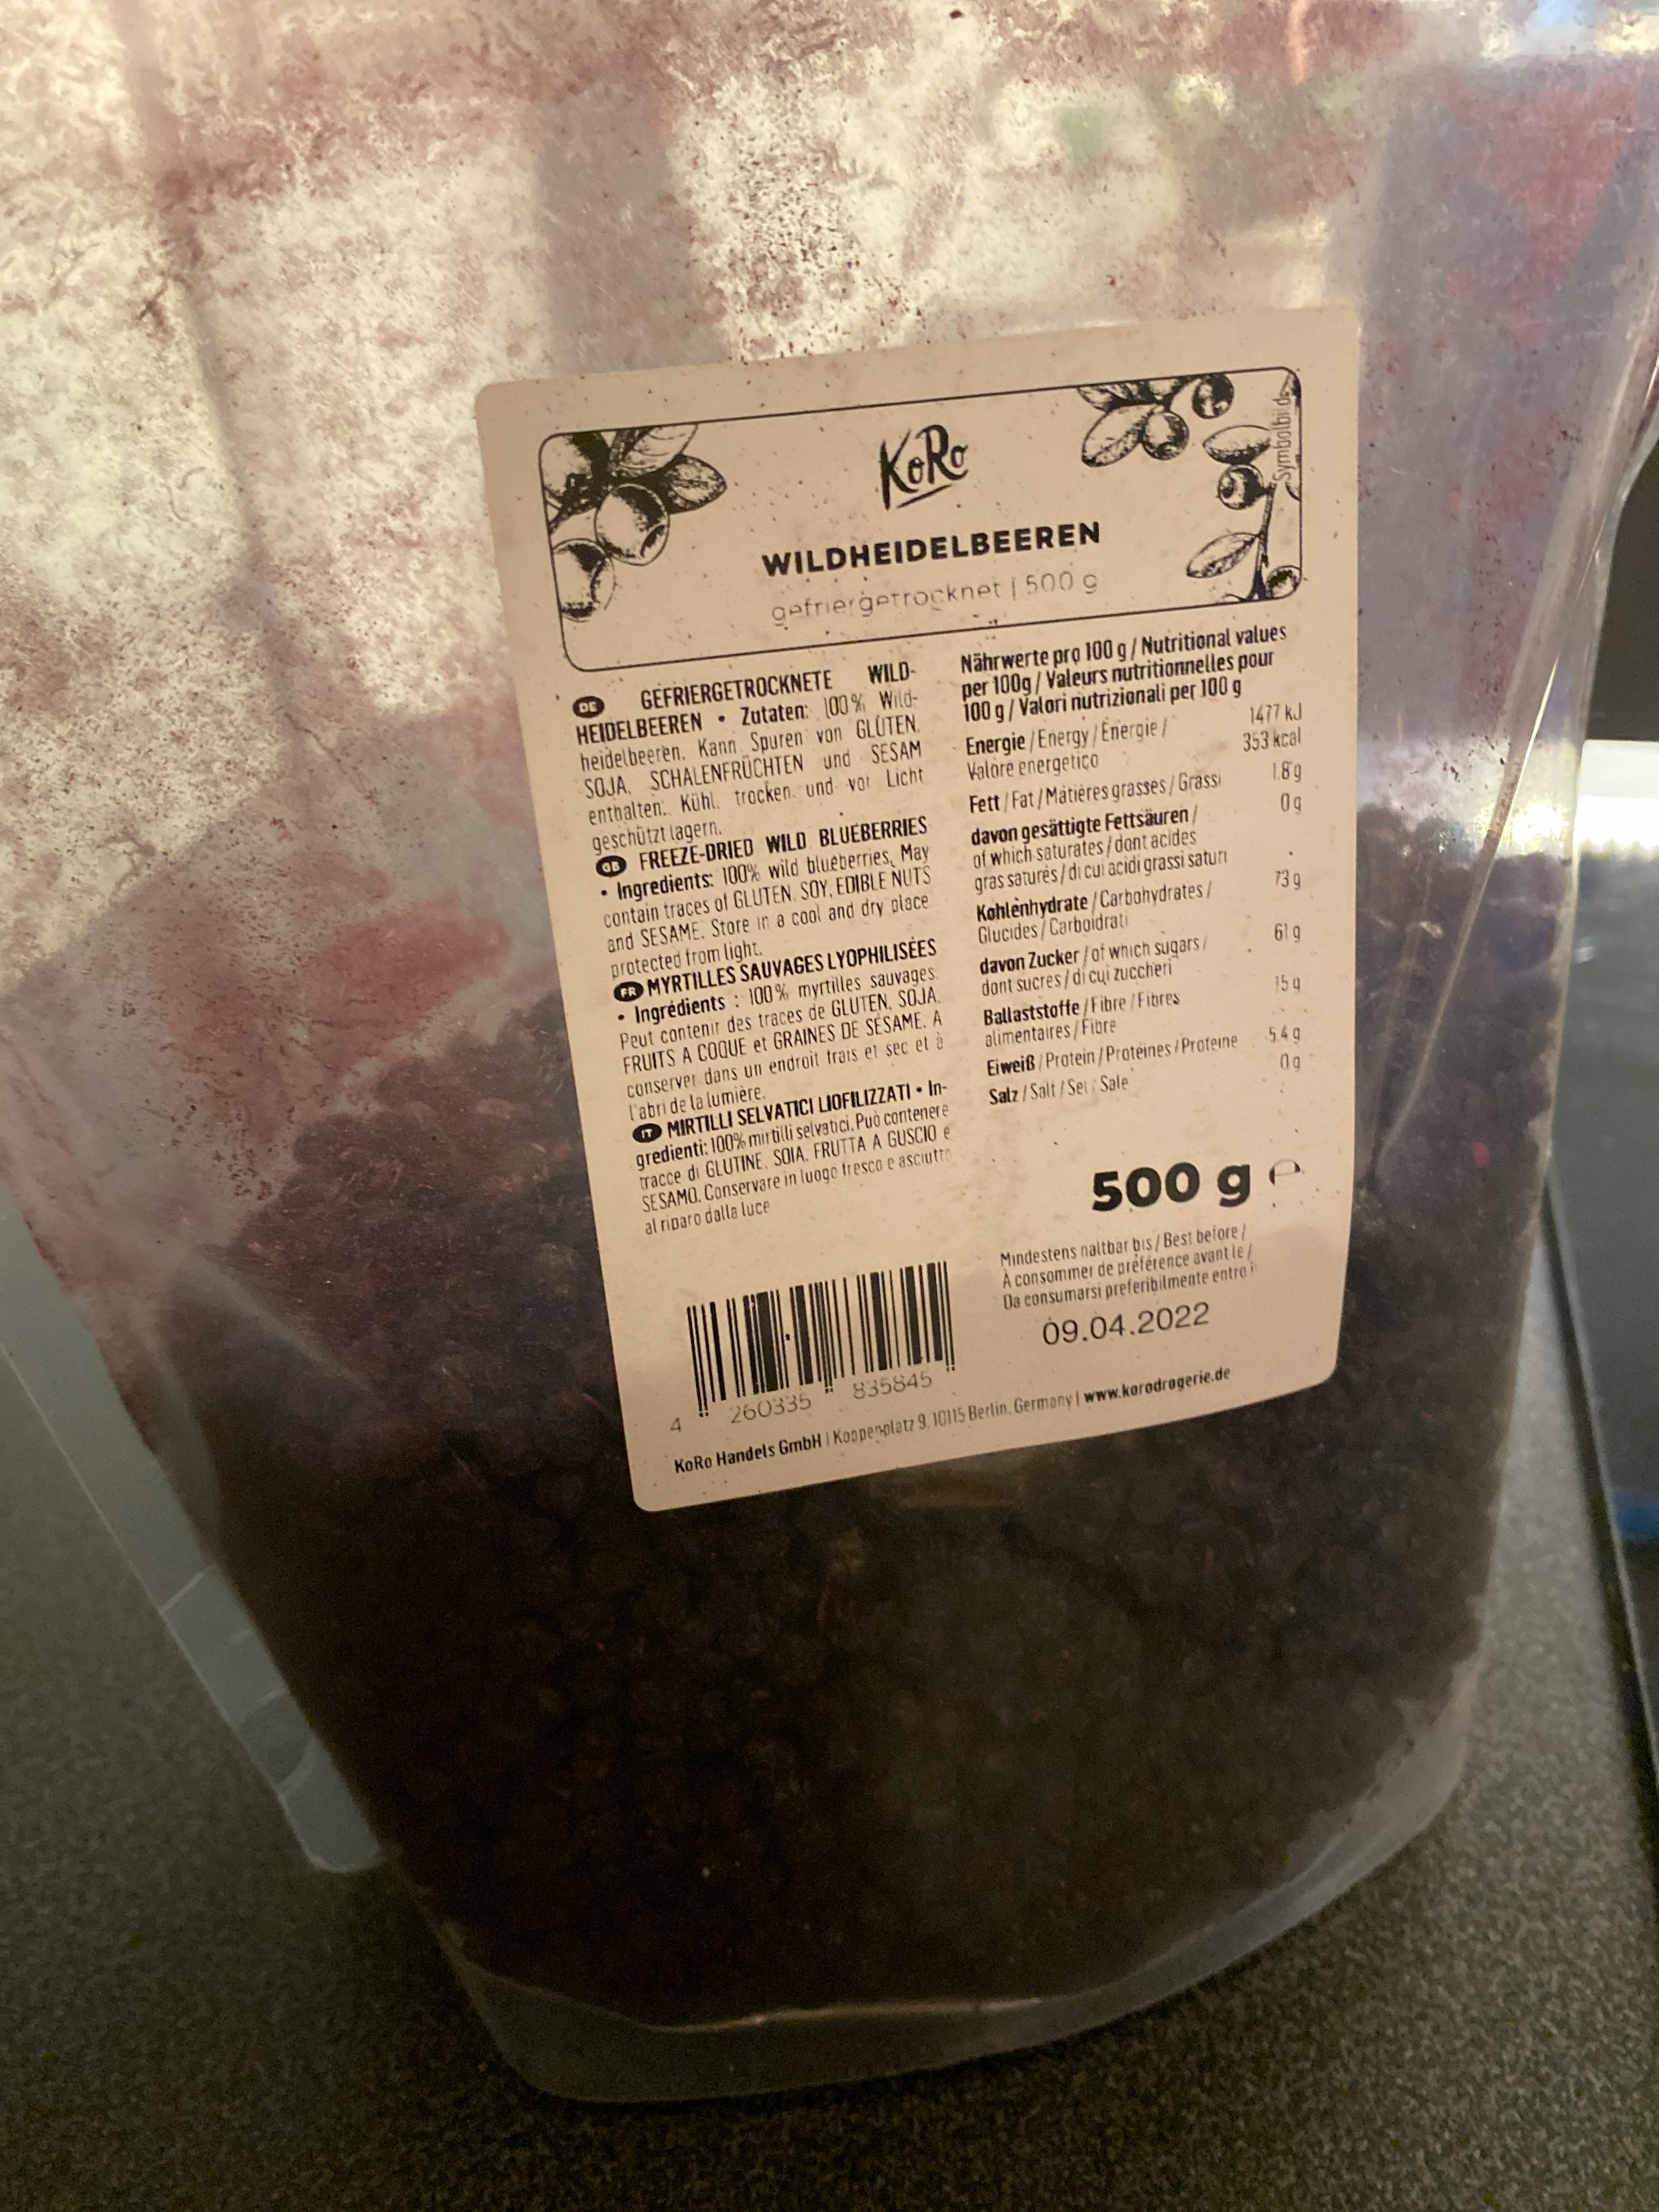 KoRo
Symbolbild
WILDHEIDELBEEREN
gefriergetrocknet | 500 g
DE GEFRIERGETROCKNETE WILD-
HEIDELBEEREN • Zutaten: 100% Wild-
heidelbeeren. Kann Spuren von GLUTEN,
SOJA, SCHALENFRÜCHTEN und SESAM
enthalten. Kühl, trocken und vor Licht
geschützt lagern.
GB FREEZE-DRIED WILD BLUEBERRIES
• Ingredients: 100% wild blueberries. May
contain traces of GLUTEN, SOY, EDIBLE NUTS
and SESAME. Store in a cool and dry place
protected from light.
FR MYRTILLES SAUVAGES LYOPHILISÉES
• Ingrédients : 100% myrtilles sauvages.
Peut contenir des traces de GLUTEN, SOJA,
FRUITS A COQUE et GRAINES DE SÉSAME. A
conserver dans un endroit frais et sec et à
l'abri de la lumière.
IT MIRTILLI SELVATICI LIOFILIZZATI • In-
gredienti: 100% mirtilli selvatici. Può contenere
tracce di GLUTINE, SOIA, FRUTTA A GUSCIO e
SESAMO. Conservare in luogo fresco e asciutto
al riparo dalla luce
Nährwerte pro 100 g / Nutritional values
per 100g / Valeurs nutritionnelles pour
100 g / Valori nutrizionali per 100 g
Energie / Energy / Énergie / 1477 kJ
Valore energetico 353 kcal
Fett / Fat / Matières grasses / Grassi 1.8 g
davon gesättigte Fettsäuren / 0 g
of which saturates / dont acides
gras saturés / di cui acidi grassi saturi
Kohlenhydrate / Carbohydrates / 73 g
Glucides / Carboidrati
davon Zucker / of which sugars / 61 g
dont sucres / di cui zuccheri
Ballaststoffe / Fibre / Fibres 15 g
alimentaires / Fibre
Eiweiß / Protein / Protéines / Proteine 5.4 g
Salz / Salt / Sel / Sale 0 g
500 g e
Mindestens haltbar bis / Best before /
À consommer de préférence avant le /
Da consumarsi preferibilmente entro i
09.04.2022
4 260335 835845
KoRo Handels GmbH | Koppenplatz 9, 10115 Berlin, Germany | www.korodrogerie.de